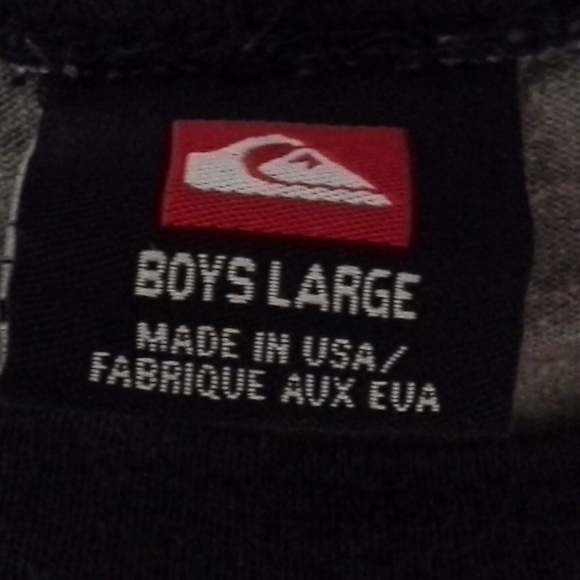 BOYS LARGE
MADE IN USA/
FABRIQUE AUX EUA